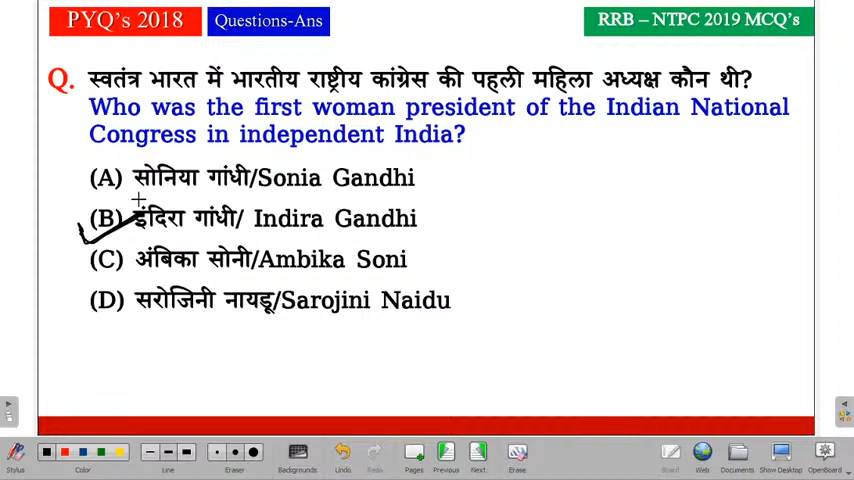 PYQ's 2018
Questions-Ans
RRB – NTPC 2019 MCQ's
Q. स्वतंत्र भारत में भारतीय राष्ट्रीय कांग्रेस की पहली महिला अध्यक्ष कौन थी?
Who was the first woman president of the Indian National
Congress in independent India?
(A) सोनिया गांधी/Sonia Gandhi
(B) इंदिरा गांधी/ Indira Gandhi
(C) अंबिका सोनी/Ambika Soni
(D) सरोजिनी नायडू/Sarojini Naidu
Stylus
Color
Line
Eraser
Backgrounds
Undo
Redo
Pages
Previous
Next
Erase
Board
Web
Documents
Show Desktop
OpenBoard